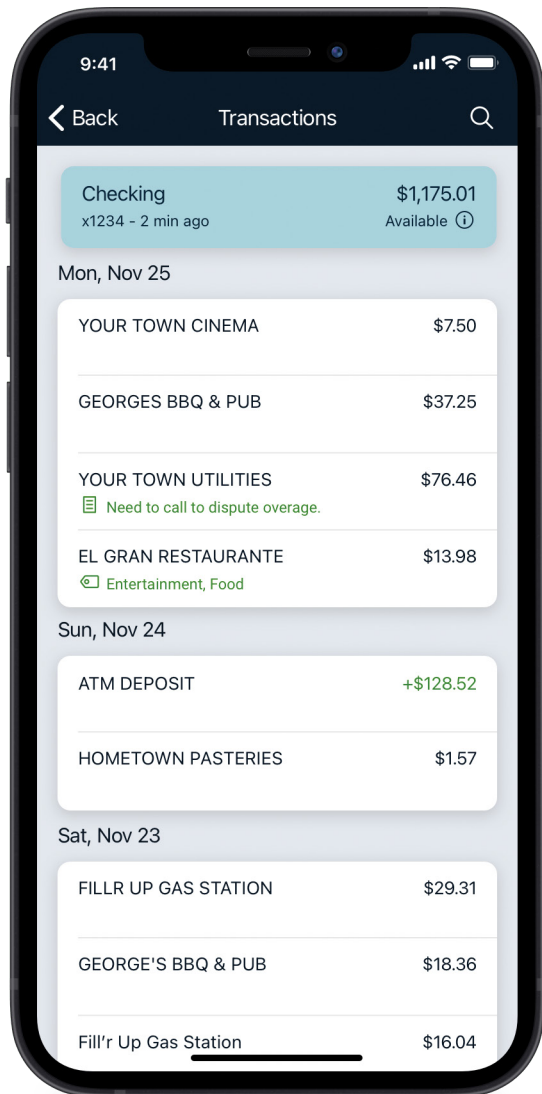 9:41
Back Transactions
Checking $1,175.01
x1234 - 2 min ago Available
Mon, Nov 25
YOUR TOWN CINEMA $7.50
GEORGES BBQ & PUB $37.25
YOUR TOWN UTILITIES $76.46
Need to call to dispute overage.
EL GRAN RESTAURANTE $13.98
Entertainment, Food
Sun, Nov 24
ATM DEPOSIT +$128.52
HOMETOWN PASTERIES $1.57
Sat, Nov 23
FILLR UP GAS STATION $29.31
GEORGE'S BBQ & PUB $18.36
Fill’r Up Gas Station $16.04